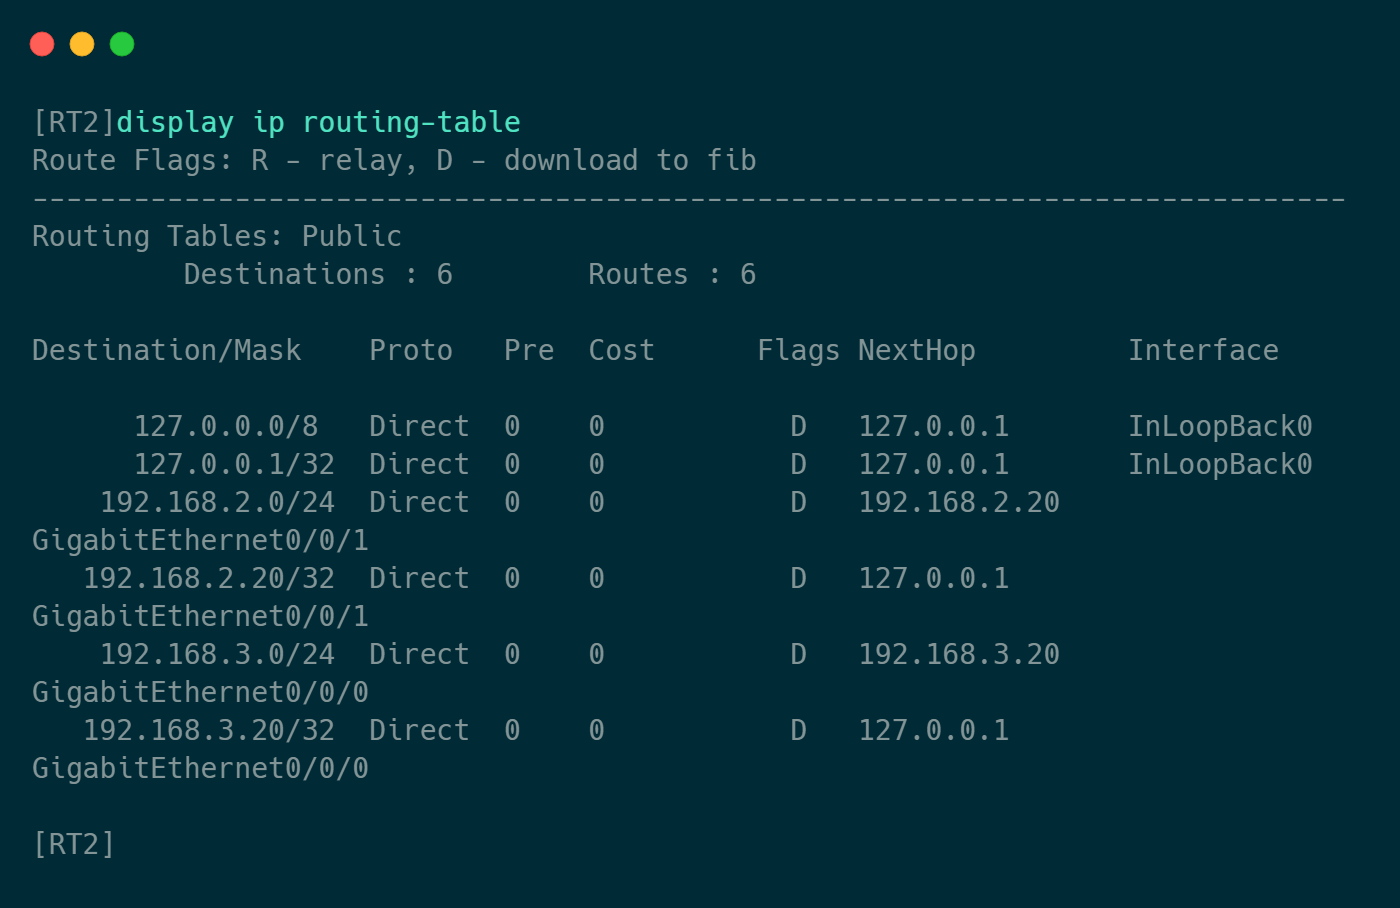 [RT2]display ip routing-table
Route Flags: R - relay, D - download to fib
------------------------------------------------------------------------------
Routing Tables: Public
         Destinations : 6        Routes : 6

Destination/Mask    Proto   Pre  Cost      Flags NextHop         Interface

      127.0.0.0/8   Direct  0    0           D   127.0.0.1       InLoopBack0
      127.0.0.1/32  Direct  0    0           D   127.0.0.1       InLoopBack0
    192.168.2.0/24  Direct  0    0           D   192.168.2.20
GigabitEthernet0/0/1
   192.168.2.20/32  Direct  0    0           D   127.0.0.1
GigabitEthernet0/0/1
    192.168.3.0/24  Direct  0    0           D   192.168.3.20
GigabitEthernet0/0/0
   192.168.3.20/32  Direct  0    0           D   127.0.0.1
GigabitEthernet0/0/0

[RT2]